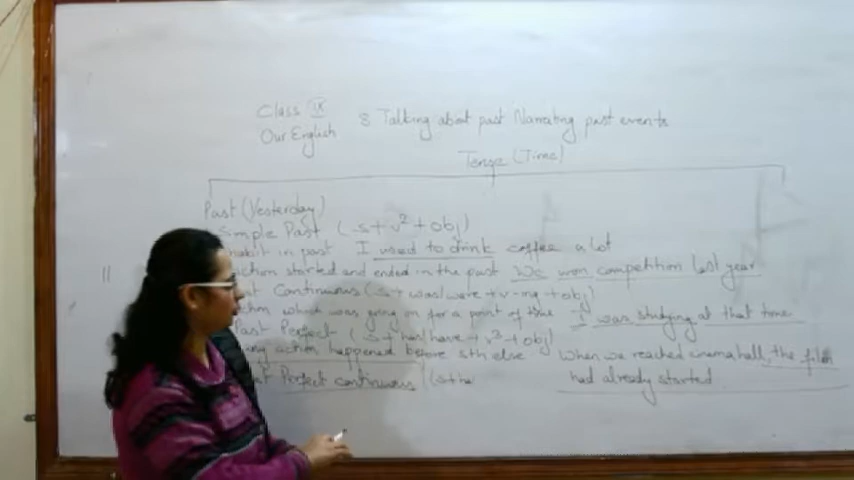 Class IX
Our English
8 Talking about past Narrating past events
Tense (Time)
Past (Yesterday)
Simple Past (s+v²+obj)
habit in past I used to drink coffee a lot
action started and ended in the past We won competition last year
Continuous (s+was/were+v-ing+obj)
which was going on for a point of time I was studying at that time
Past Perfect (s+has/have+v³+obj)
action happened before sth else When we reached cinema hall, the film
had already started
Perfect continuous (s+ha